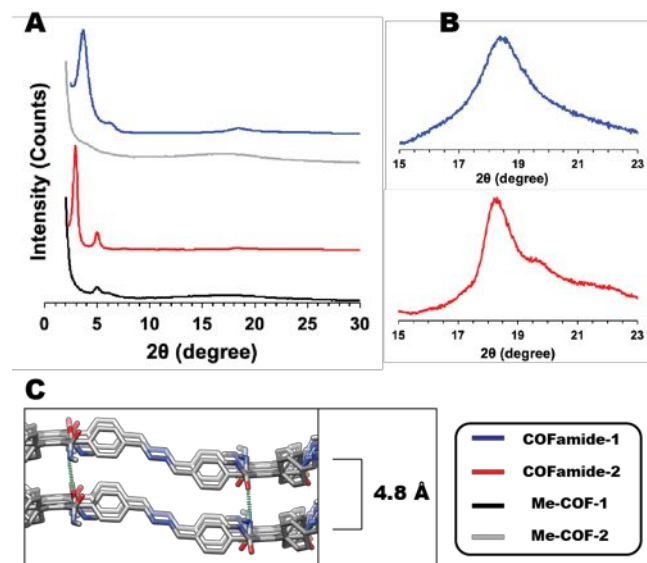 A
B
Intensity (Counts)
0 5 10 15 20 25 30
2θ (degree)
15 17 19 21 23
2θ (degree)
15 17 19 21 23
2θ (degree)
C
4.8 Å
COFamide-1
COFamide-2
Me-COF-1
Me-COF-2